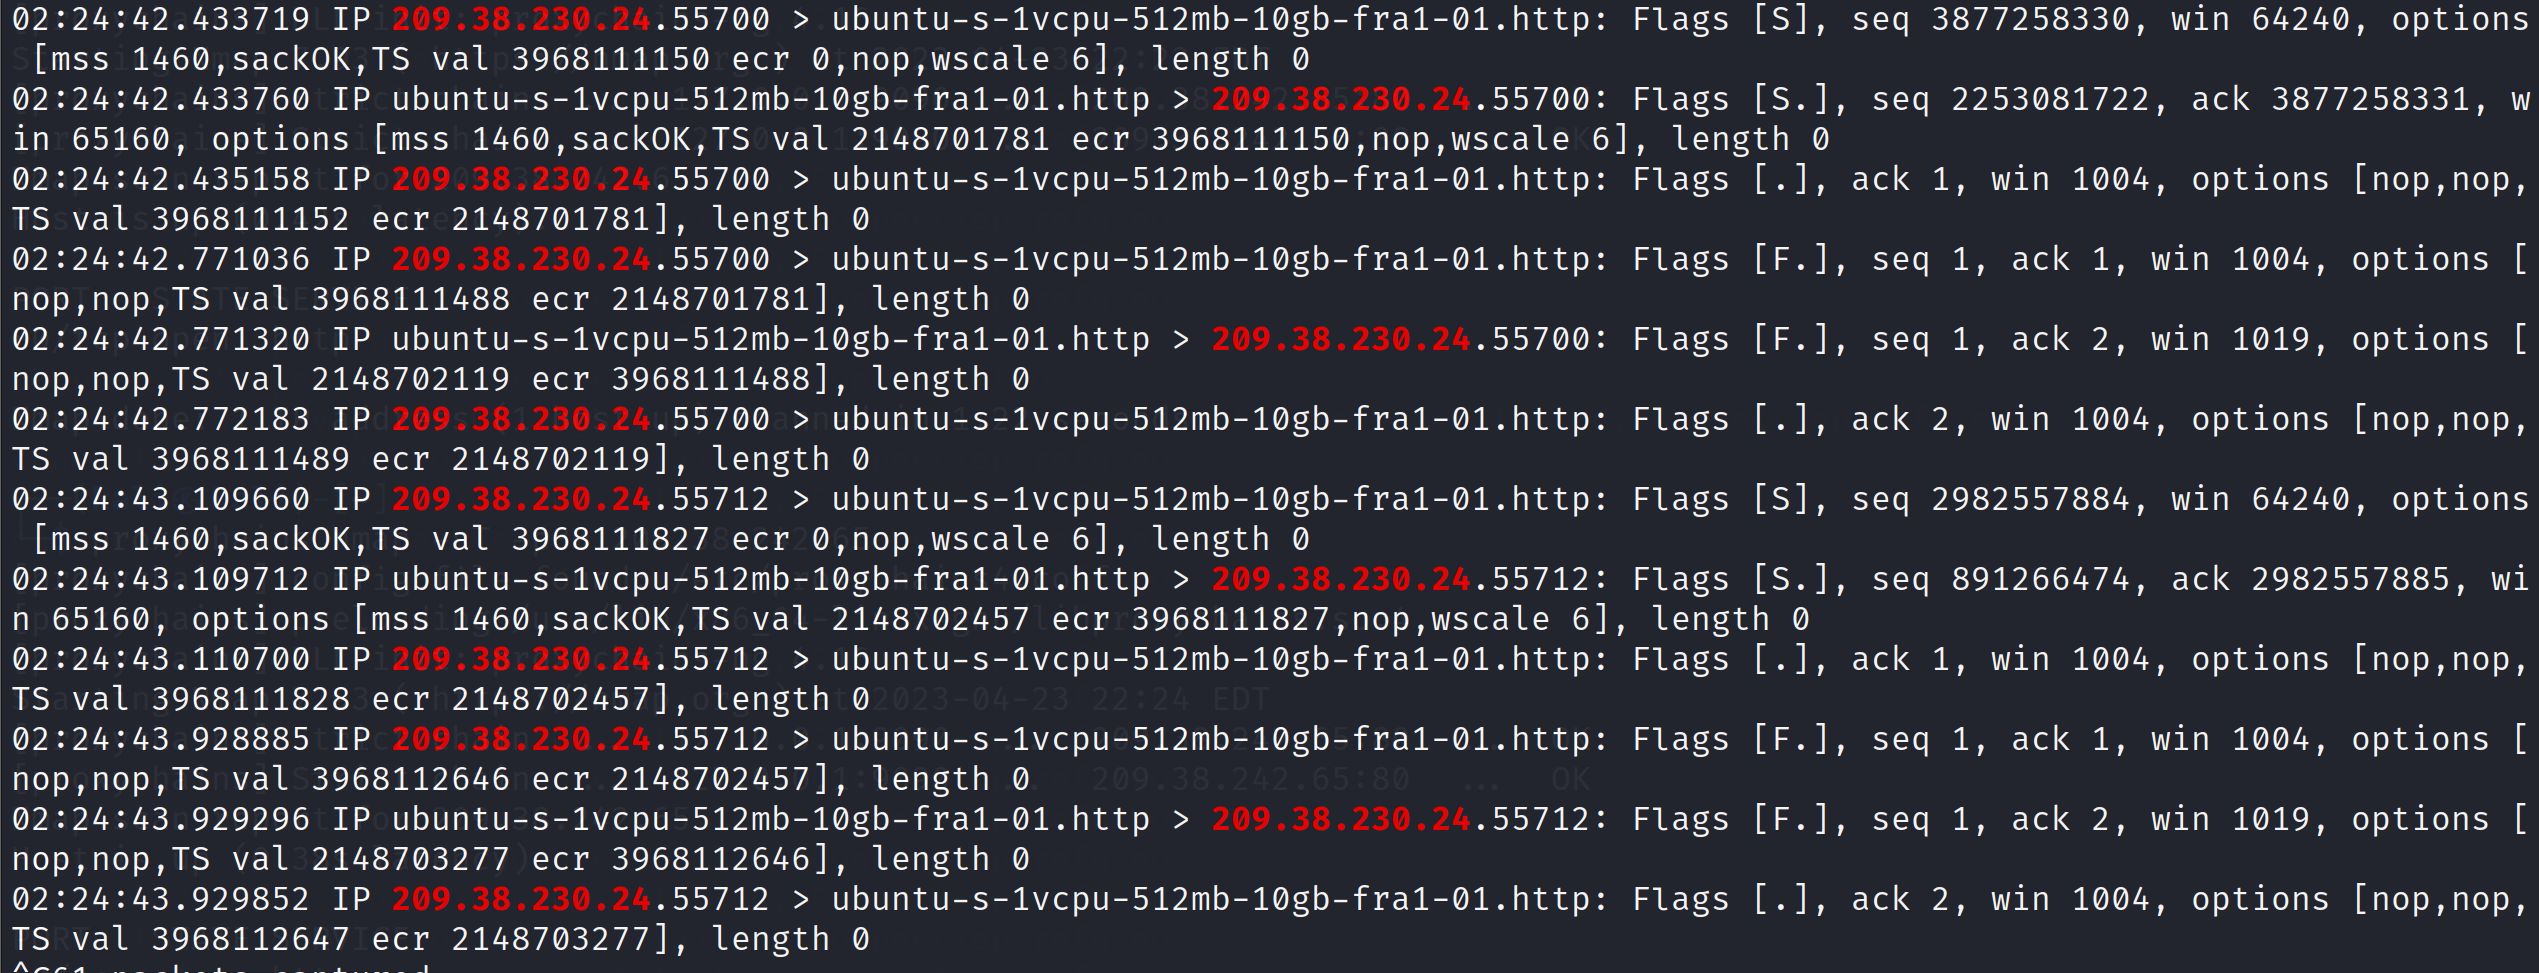 02:24:42.433719 IP 209.38.230.24.55700 > ubuntu-s-1vcpu-512mb-10gb-fra1-01.http: Flags [S], seq 3877258330, win 64240, options
 [mss 1460,sackOK,TS val 3968111150 ecr 0,nop,wscale 6], length 0
02:24:42.433760 IP ubuntu-s-1vcpu-512mb-10gb-fra1-01.http > 209.38.230.24.55700: Flags [S.], seq 2253081722, ack 3877258331, w
in 65160, options [mss 1460,sackOK,TS val 2148701781 ecr 3968111150,nop,wscale 6], length 0
02:24:42.435158 IP 209.38.230.24.55700 > ubuntu-s-1vcpu-512mb-10gb-fra1-01.http: Flags [.], ack 1, win 1004, options [nop,nop,
TS val 3968111152 ecr 2148701781], length 0
02:24:42.771036 IP 209.38.230.24.55700 > ubuntu-s-1vcpu-512mb-10gb-fra1-01.http: Flags [F.], seq 1, ack 1, win 1004, options [
nop,nop,TS val 3968111488 ecr 2148701781], length 0
02:24:42.771320 IP ubuntu-s-1vcpu-512mb-10gb-fra1-01.http > 209.38.230.24.55700: Flags [F.], seq 1, ack 2, win 1019, options [
nop,nop,TS val 2148702119 ecr 3968111488], length 0
02:24:42.772183 IP 209.38.230.24.55700 > ubuntu-s-1vcpu-512mb-10gb-fra1-01.http: Flags [.], ack 2, win 1004, options [nop,nop,
TS val 3968111489 ecr 2148702119], length 0
02:24:43.109660 IP 209.38.230.24.55712 > ubuntu-s-1vcpu-512mb-10gb-fra1-01.http: Flags [S], seq 2982557884, win 64240, options
 [mss 1460,sackOK,TS val 3968111827 ecr 0,nop,wscale 6], length 0
02:24:43.109712 IP ubuntu-s-1vcpu-512mb-10gb-fra1-01.http > 209.38.230.24.55712: Flags [S.], seq 891266474, ack 2982557885, wi
n 65160, options [mss 1460,sackOK,TS val 2148702457 ecr 3968111827,nop,wscale 6], length 0
02:24:43.110700 IP 209.38.230.24.55712 > ubuntu-s-1vcpu-512mb-10gb-fra1-01.http: Flags [.], ack 1, win 1004, options [nop,nop,
TS val 3968111828 ecr 2148702457], length 0
02:24:43.928885 IP 209.38.230.24.55712 > ubuntu-s-1vcpu-512mb-10gb-fra1-01.http: Flags [F.], seq 1, ack 1, win 1004, options [
nop,nop,TS val 3968112646 ecr 2148702457], length 0
02:24:43.929296 IP ubuntu-s-1vcpu-512mb-10gb-fra1-01.http > 209.38.230.24.55712: Flags [F.], seq 1, ack 2, win 1019, options [
nop,nop,TS val 2148703277 ecr 3968112646], length 0
02:24:43.929852 IP 209.38.230.24.55712 > ubuntu-s-1vcpu-512mb-10gb-fra1-01.http: Flags [.], ack 2, win 1004, options [nop,nop,
TS val 3968112647 ecr 2148703277], length 0
^C61 packets captured